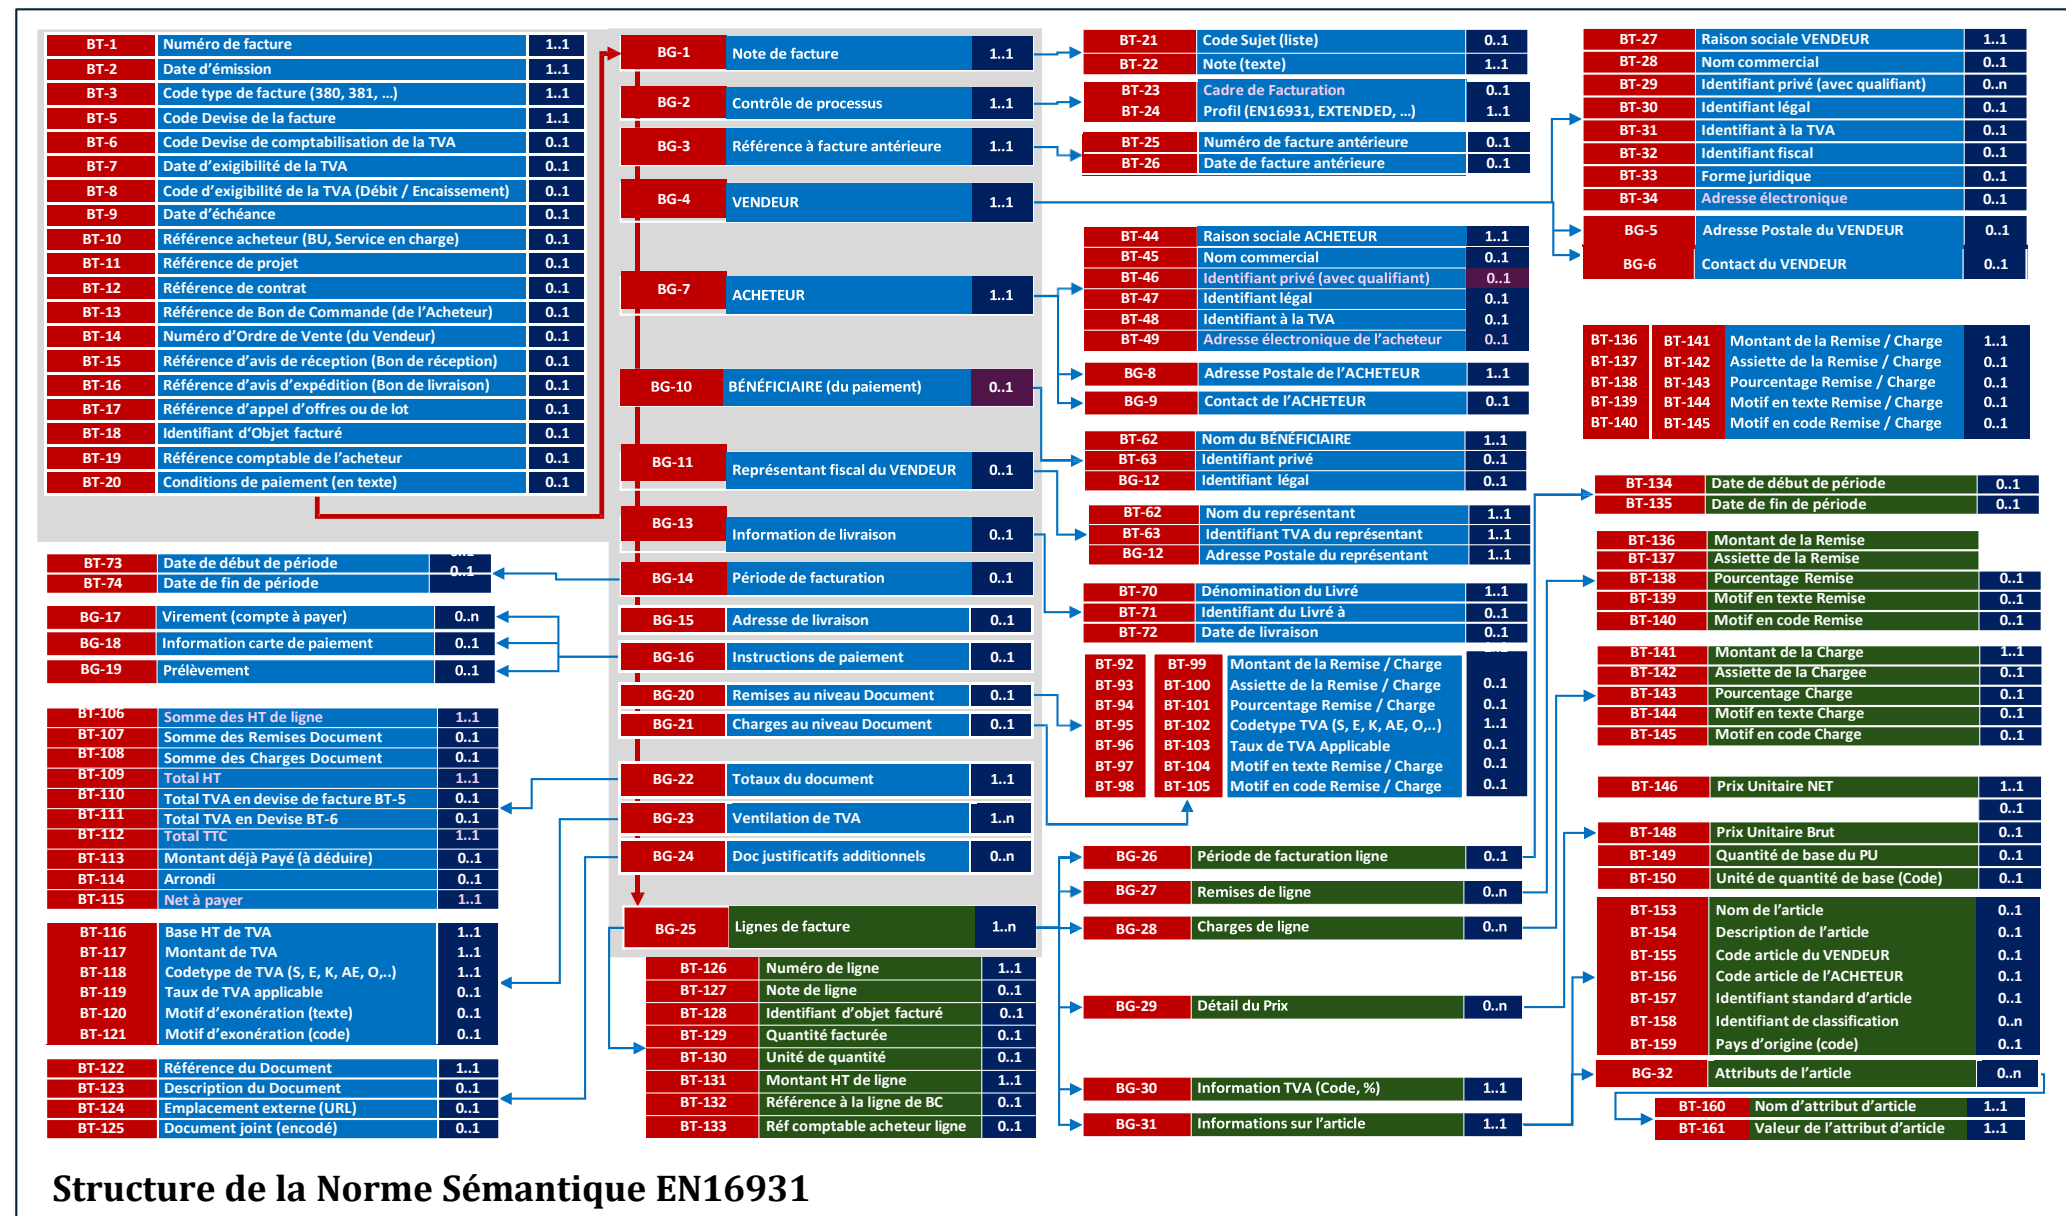 BT-1 Numéro de facture 1..1
BT-2 Date d'émission 1..1
BT-3 Code type de facture (380, 381, ...) 1..1
BT-5 Code Devise de la facture 1..1
BT-6 Code Devise de comptabilisation de la TVA 0..1
BT-7 Date d'exigibilité de la TVA 0..1
BT-8 Code d'exigibilité de la TVA (Débit / Encaissement) 0..1
BT-9 Date d'échéance 0..1
BT-10 Référence acheteur (BU, Service en charge) 0..1
BT-11 Référence de projet 0..1
BT-12 Référence de contrat 0..1
BT-13 Référence de Bon de Commande (de l'Acheteur) 0..1
BT-14 Numéro d'Ordre de Vente (du Vendeur) 0..1
BT-15 Référence d'avis de réception (Bon de réception) 0..1
BT-16 Référence d'avis d'expédition (Bon de livraison) 0..1
BT-17 Référence d'appel d'offres ou de lot 0..1
BT-18 Identifiant d'Objet facturé 0..1
BT-19 Référence comptable de l'acheteur 0..1
BT-20 Conditions de paiement (en texte) 0..1
BT-73 Date de début de période 0..1
BT-74 Date de fin de période
BG-17 Virement (compte à payer) 0..n
BG-18 Information carte de paiement 0..1
BG-19 Prélèvement 0..1
BT-106 Somme des HT de ligne 1..1
BT-107 Somme des Remises Document 0..1
BT-108 Somme des Charges Document 0..1
BT-109 Total HT 1..1
BT-110 Total TVA en devise de facture BT-5 0..1
BT-111 Total TVA en Devise BT-6 0..1
BT-112 Total TTC 1..1
BT-113 Montant déjà Payé (à déduire) 0..1
BT-114 Arrondi 0..1
BT-115 Net à payer 1..1
BT-116 Base HT de TVA 1..1
BT-117 Montant de TVA 1..1
BT-118 Codetype de TVA (S, E, K, AE, O,..) 1..1
BT-119 Taux de TVA applicable 0..1
BT-120 Motif d'exonération (texte) 0..1
BT-121 Motif d'exonération (code) 0..1
BT-122 Référence du Document 1..1
BT-123 Description du Document 0..1
BT-124 Emplacement externe (URL) 0..1
BT-125 Document joint (encodé) 0..1
BG-1 Note de facture 1..1
BG-2 Contrôle de processus 1..1
BG-3 Référence à facture antérieure 1..1
BG-4 VENDEUR 1..1
BG-7 ACHETEUR 1..1
BG-10 BÉNÉFICIAIRE (du paiement) 0..1
BG-11 Représentant fiscal du VENDEUR 0..1
BG-13 Information de livraison 0..1
BG-14 Période de facturation 0..1
BG-15 Adresse de livraison 0..1
BG-16 Instructions de paiement 0..1
BG-20 Remises au niveau Document 0..1
BG-21 Charges au niveau Document 0..1
BG-22 Totaux du document 1..1
BG-23 Ventilation de TVA 1..n
BG-24 Doc justificatifs additionnels 0..n
BG-25 Lignes de facture 1..n
BT-126 Numéro de ligne 1..1
BT-127 Note de ligne 0..1
BT-128 Identifiant d'objet facturé 0..1
BT-129 Quantité facturée 0..1
BT-130 Unité de quantité 0..1
BT-131 Montant HT de ligne 1..1
BT-132 Référence à la ligne de BC 0..1
BT-133 Réf comptable acheteur ligne 0..1
BT-21 Code Sujet (liste) 0..1
BT-22 Note (texte) 1..1
BT-23 Cadre de Facturation 0..1
BT-24 Profil (EN16931, EXTENDED, ...) 1..1
BT-25 Numéro de facture antérieure 0..1
BT-26 Date de facture antérieure 0..1
BT-44 Raison sociale ACHETEUR 1..1
BT-45 Nom commercial 0..1
BT-46 Identifiant privé (avec qualifiant) 0..1
BT-47 Identifiant légal 0..1
BT-48 Identifiant à la TVA 0..1
BT-49 Adresse électronique de l'acheteur 0..1
BG-8 Adresse Postale de l'ACHETEUR 1..1
BG-9 Contact de l'ACHETEUR 0..1
BT-62 Nom du BÉNÉFICIAIRE 1..1
BT-63 Identifiant privé 0..1
BG-12 Identifiant légal 0..1
BT-62 Nom du représentant 1..1
BT-63 Identifiant TVA du représentant 1..1
BG-12 Adresse Postale du représentant 1..1
BT-70 Dénomination du Livré 1..1
BT-71 Identifiant du Livré à 0..1
BT-72 Date de livraison 0..1
BT-92 BT-99 Montant de la Remise / Charge
BT-93 BT-100 Assiette de la Remise / Charge 0..1
BT-94 BT-101 Pourcentage Remise / Charge 0..1
BT-95 BT-102 Codetype TVA (S, E, K, AE, O,..) 1..1
BT-96 BT-103 Taux de TVA Applicable 0..1
BT-97 BT-104 Motif en texte Remise / Charge 0..1
BT-98 BT-105 Motif en code Remise / Charge 0..1
BG-26 Période de facturation ligne 0..1
BG-27 Remises de ligne 0..n
BG-28 Charges de ligne 0..n
BG-29 Détail du Prix 0..n
BG-30 Information TVA (Code, %) 1..1
BG-31 Informations sur l'article 1..1
BT-27 Raison sociale VENDEUR 1..1
BT-28 Nom commercial 0..1
BT-29 Identifiant privé (avec qualifiant) 0..n
BT-30 Identifiant légal 0..1
BT-31 Identifiant à la TVA 0..1
BT-32 Identifiant fiscal 0..1
BT-33 Forme juridique 0..1
BT-34 Adresse électronique 0..1
BG-5 Adresse Postale du VENDEUR 0..1
BG-6 Contact du VENDEUR 0..1
BT-136 BT-141 Montant de la Remise / Charge 1..1
BT-137 BT-142 Assiette de la Remise / Charge 0..1
BT-138 BT-143 Pourcentage Remise / Charge 0..1
BT-139 BT-144 Motif en texte Remise / Charge 0..1
BT-140 BT-145 Motif en code Remise / Charge 0..1
BT-134 Date de début de période 0..1
BT-135 Date de fin de période 0..1
BT-136 Montant de la Remise
BT-137 Assiette de la Remise
BT-138 Pourcentage Remise 0..1
BT-139 Motif en texte Remise 0..1
BT-140 Motif en code Remise 0..1
BT-141 Montant de la Charge 1..1
BT-142 Assiette de la Chargee 0..1
BT-143 Pourcentage Charge 0..1
BT-144 Motif en texte Charge 0..1
BT-145 Motif en code Charge 0..1
BT-146 Prix Unitaire NET 1..1
0..1
BT-148 Prix Unitaire Brut 0..1
BT-149 Quantité de base du PU 0..1
BT-150 Unité de quantité de base (Code) 0..1
BT-153 Nom de l'article 0..1
BT-154 Description de l'article 0..1
BT-155 Code article du VENDEUR 0..1
BT-156 Code article de l'ACHETEUR 0..1
BT-157 Identifiant standard d'article 0..1
BT-158 Identifiant de classification 0..n
BT-159 Pays d'origine (code) 0..1
BG-32 Attributs de l'article 0..n
BT-160 Nom d'attribut d'article 1..1
BT-161 Valeur de l'attribut d'article 1..1
Structure de la Norme Sémantique EN16931